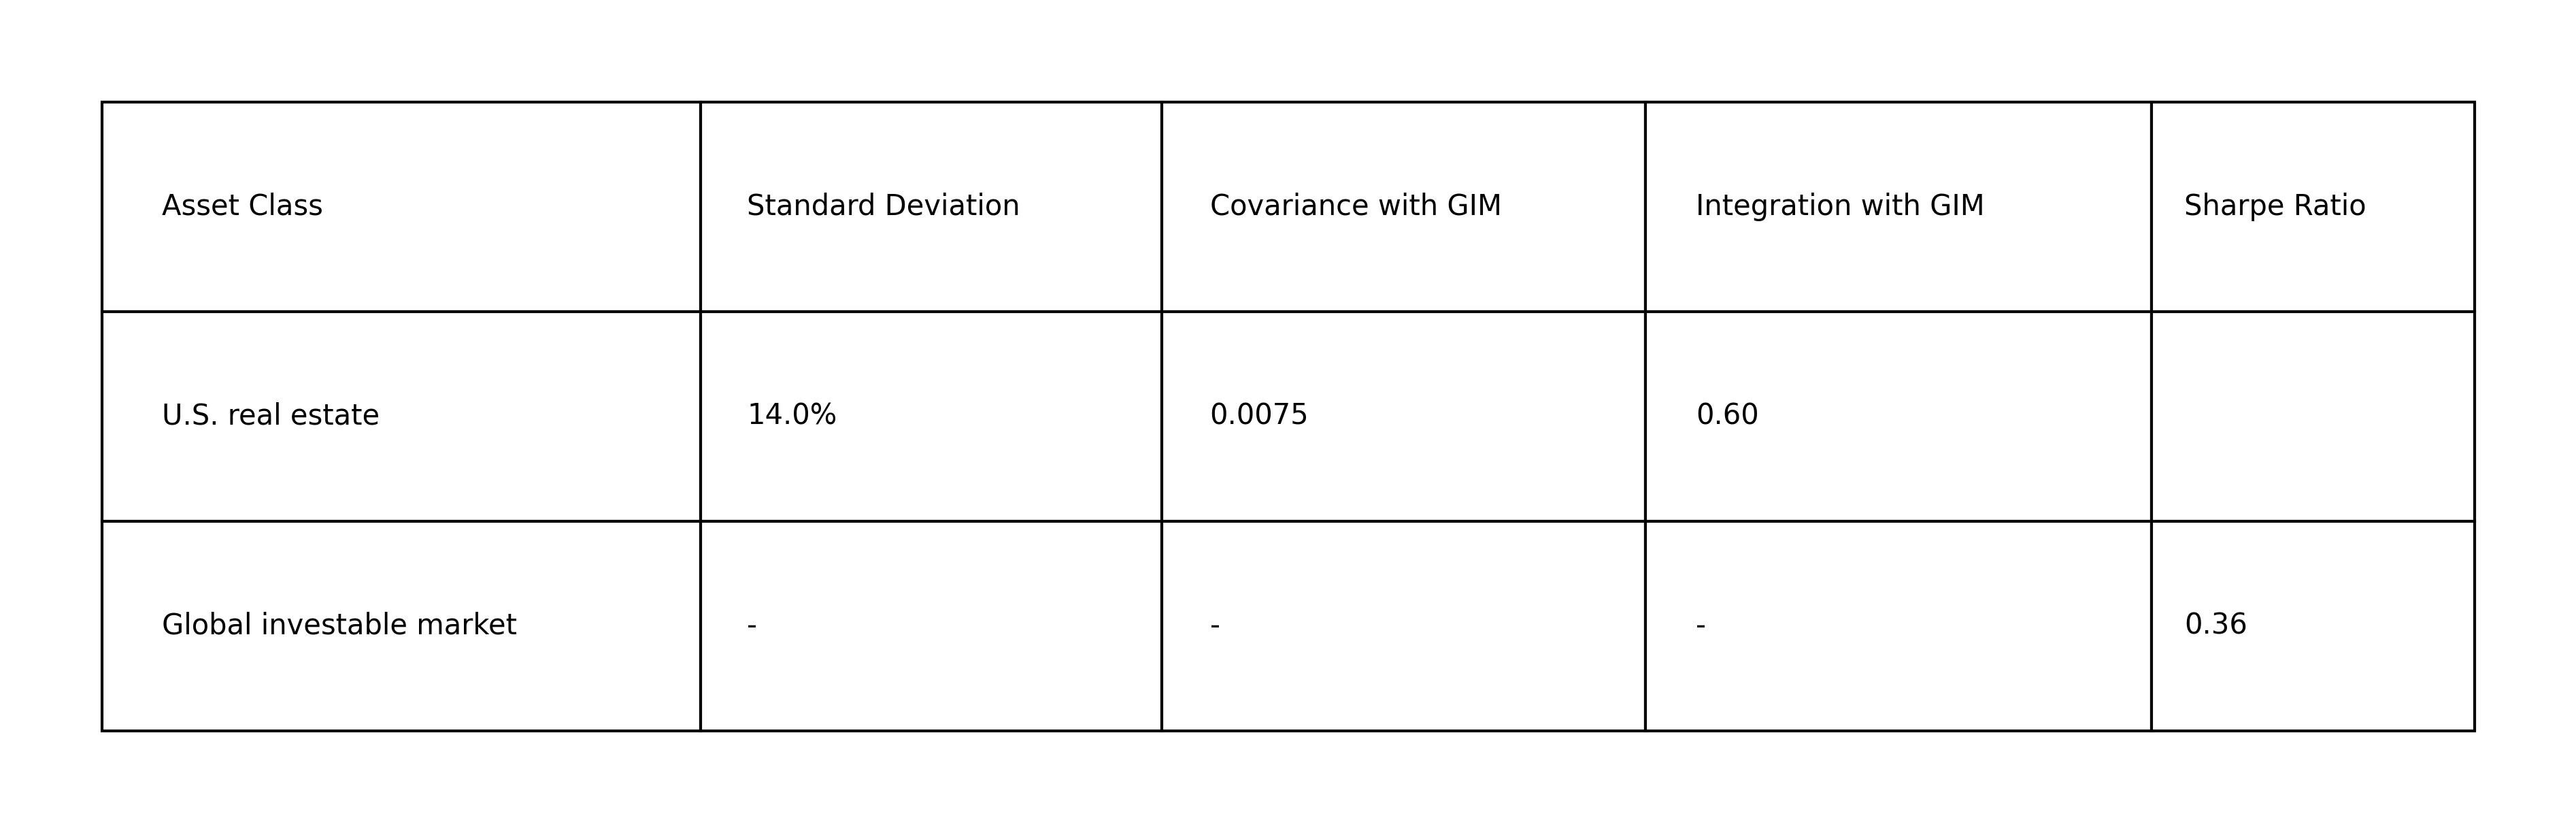 Asset Class Standard Deviation Covariance with GIM Integration with GIM Sharpe Ratio
U.S. real estate 14.0% 0.0075 0.60
Global investable market - - - 0.36